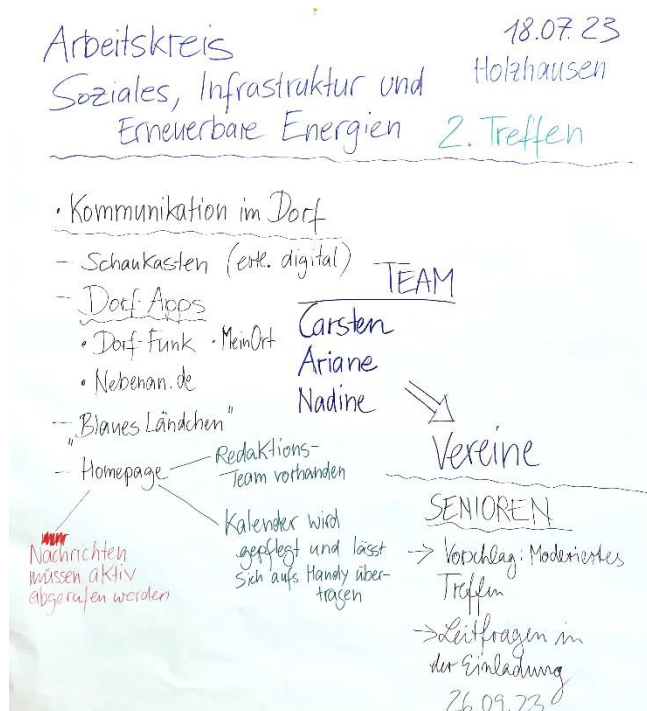 Arbeitskreis
Soziales, Infrastruktur und
Erneuerbare Energien
18.07.23
Holzhausen
2. Treffen
• Kommunikation im Dorf
- Schaukasten (evtl. digital)
- Dorf-Apps
• Dorf-Funk • MeinOrt
• Nebenan.de
- "Blaues Ländchen"
- Homepage
Redaktions-
Team vorhanden
Kalender wird
gepflegt und lässt
sich aufs Handy über-
tragen
Nachrichten
müssen aktiv
abgerufen werden
TEAM
Carsten
Ariane
Nadine
Vereine
SENIOREN
-> Vorschlag: Moderiertes
Treffen
-> Leitfragen in
der Einladung
26.09.23